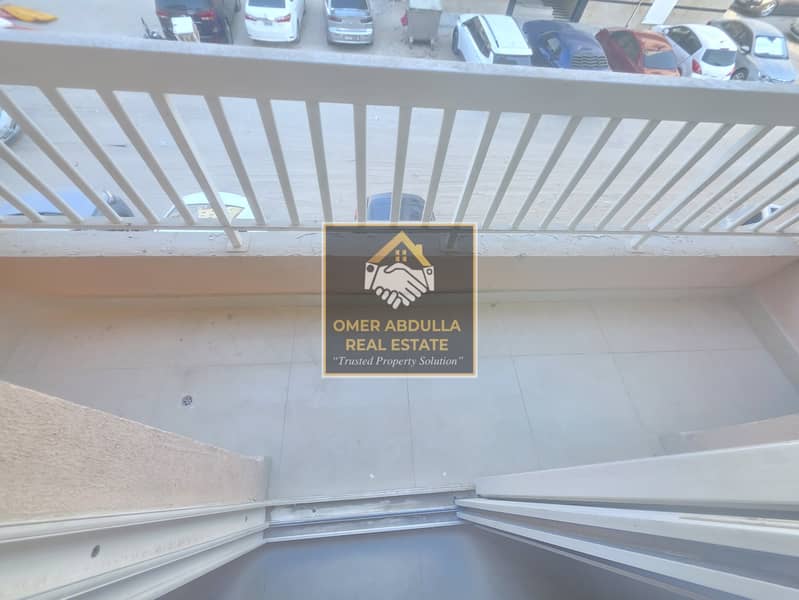 OMER ABDULLA
REAL ESTATE
“Trusted Property Solution”